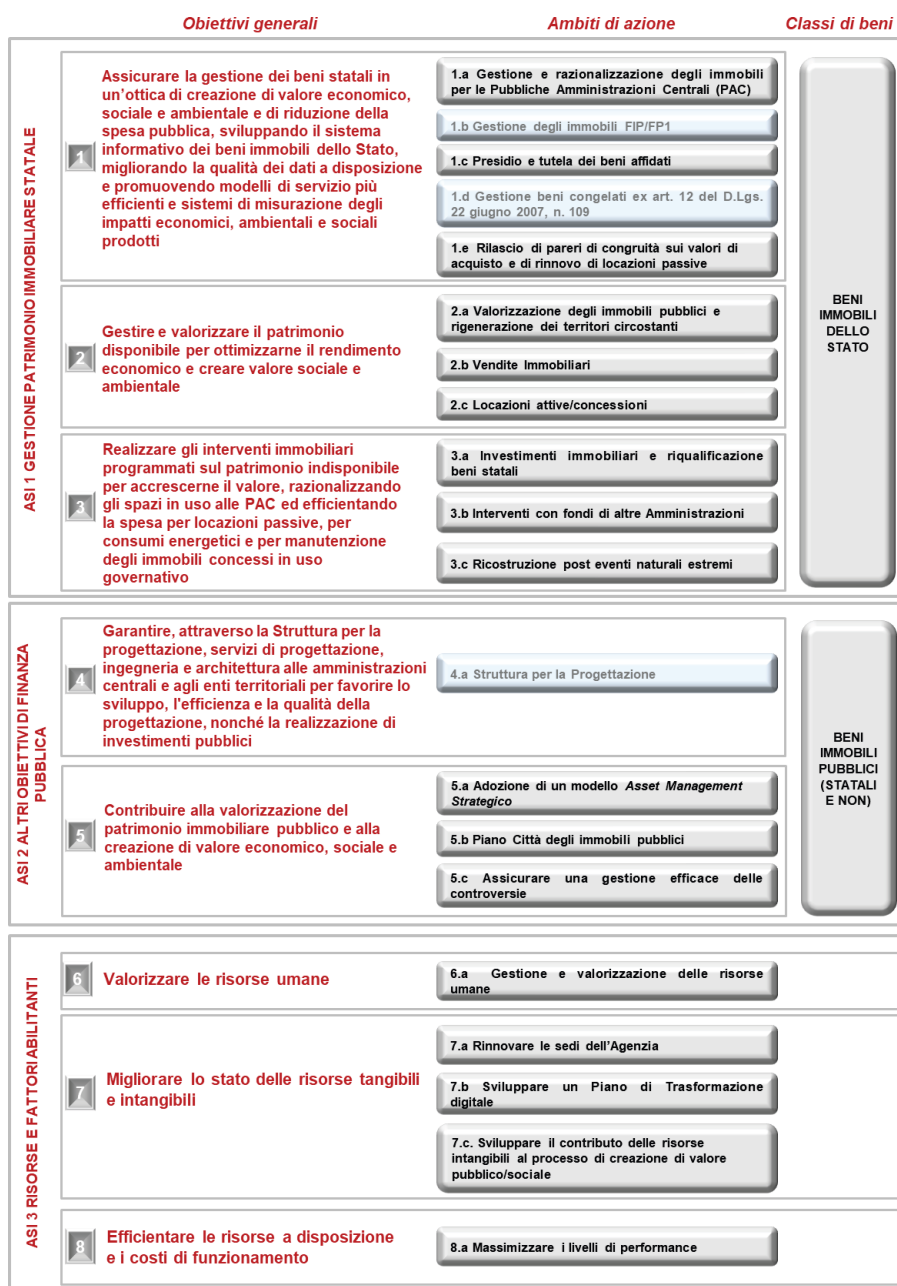 Obiettivi generali
Ambiti di azione
Classi di beni
ASI 1 GESTIONE PATRIMONIO IMMOBILIARE STATALE
1
Assicurare la gestione dei beni statali in
un'ottica di creazione di valore economico,
sociale e ambientale e di riduzione della
spesa pubblica, sviluppando il sistema
informativo dei beni immobili dello Stato,
migliorando la qualità dei dati a disposizione
e promuovendo modelli di servizio più
efficienti e sistemi di misurazione degli
impatti economici, ambientali e sociali
prodotti
1.a Gestione e razionalizzazione degli immobili
per le Pubbliche Amministrazioni Centrali (PAC)
1.b Gestione degli immobili FIP/FP1
1.c Presidio e tutela dei beni affidati
1.d Gestione beni congelati ex art. 12 del D.Lgs.
22 giugno 2007, n. 109
1.e Rilascio di pareri di congruità sui valori di
acquisto e di rinnovo di locazioni passive
BENI
IMMOBILI
DELLO
STATO
2
Gestire e valorizzare il patrimonio
disponibile per ottimizzarne il rendimento
economico e creare valore sociale e
ambientale
2.a Valorizzazione degli immobili pubblici e
rigenerazione dei territori circostanti
2.b Vendite Immobiliari
2.c Locazioni attive/concessioni
3
Realizzare gli interventi immobiliari
programmati sul patrimonio indisponibile
per accrescerne il valore, razionalizzando
gli spazi in uso alle PAC ed efficientando
la spesa per locazioni passive, per
consumi energetici e per manutenzione
degli immobili concessi in uso
governativo
3.a Investimenti immobiliari e riqualificazione
beni statali
3.b Interventi con fondi di altre Amministrazioni
3.c Ricostruzione post eventi naturali estremi
ASI 2 ALTRI OBIETTIVI DI FINANZA
PUBBLICA
4
Garantire, attraverso la Struttura per la
progettazione, servizi di progettazione,
ingegneria e architettura alle amministrazioni
centrali e agli enti territoriali per favorire lo
sviluppo, l'efficienza e la qualità della
progettazione, nonché la realizzazione di
investimenti pubblici
4.a Struttura per la Progettazione
BENI
IMMOBILI
PUBBLICI
(STATALI
E NON)
5
Contribuire alla valorizzazione del
patrimonio immobiliare pubblico e alla
creazione di valore economico, sociale e
ambientale
5.a Adozione di un modello Asset Management
Strategico
5.b Piano Città degli immobili pubblici
5.c Assicurare una gestione efficace delle
controversie
ASI 3 RISORSE E FATTORI ABILITANTI
6
Valorizzare le risorse umane
6.a Gestione e valorizzazione delle risorse
umane
7
Migliorare lo stato delle risorse tangibili
e intangibili
7.a Rinnovare le sedi dell'Agenzia
7.b Sviluppare un Piano di Trasformazione
digitale
7.c. Sviluppare il contributo delle risorse
intangibili al processo di creazione di valore
pubblico/sociale
8
Efficientare le risorse a disposizione
e i costi di funzionamento
8.a Massimizzare i livelli di performance